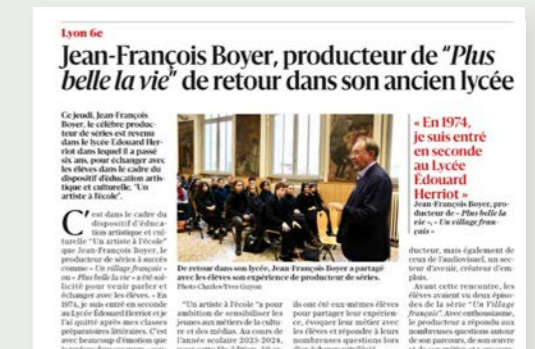 Lyon 6e
Jean-François Boyer, producteur de “Plus
belle la vie” de retour dans son ancien lycée
Ce jeudi, Jean-François
Boyer, le célèbre produc-
teur de séries est revenu
dans le lycée Édouard Her-
riot dans lequel il a passé
six ans, pour échanger avec
les élèves dans le cadre du
dispositif d'éducation artis-
tique et culturelle, "Un
artiste à l'école".
C'est dans le cadre du
dispositif d'éduca-
tion artistique et cul-
turelle "Un artiste à l'école"
que Jean-François Boyer, le
producteur de séries à succès
comme « Un village français »
ou « Plus belle la vie » a été sol-
licité pour venir parler et
échanger avec les élèves. « En
1974, je suis entré en seconde
au Lycée Édouard Herriot et je
l'ai quitté après mes classes
préparatoires littéraires. C'est
avec beaucoup d'émotion que
De retour dans son lycée, Jean-François Boyer a partagé
avec les élèves son expérience de producteur de séries.
Photo Charles-Yves Guyon
"Un artiste à l'école "a pour
ambition de sensibiliser les
jeunes aux métiers de la cultu-
re et des médias. Au cours de
l'année scolaire 2023-2024,
ils ont été eux-mêmes élèves
pour partager leur expérien-
ce, évoquer leur métier avec
les élèves et répondre à leurs
nombreuses questions lors
« En 1974,
je suis entré
en seconde
au Lycée
Édouard
Herriot »
Jean-François Boyer, pro-
ducteur de « Plus belle la
vie », « Un village fran-
çais »
ducteur, mais également de
ceux de l'audiovisuel, un sec-
teur d'avenir, créateur d'em-
plois.
Avant cette rencontre, les
élèves avaient vu deux épiso-
des de la série "Un Village
français". Avec enthousiasme,
le producteur a répondu aux
nombreuses questions autour
de son parcours, de son œuvre